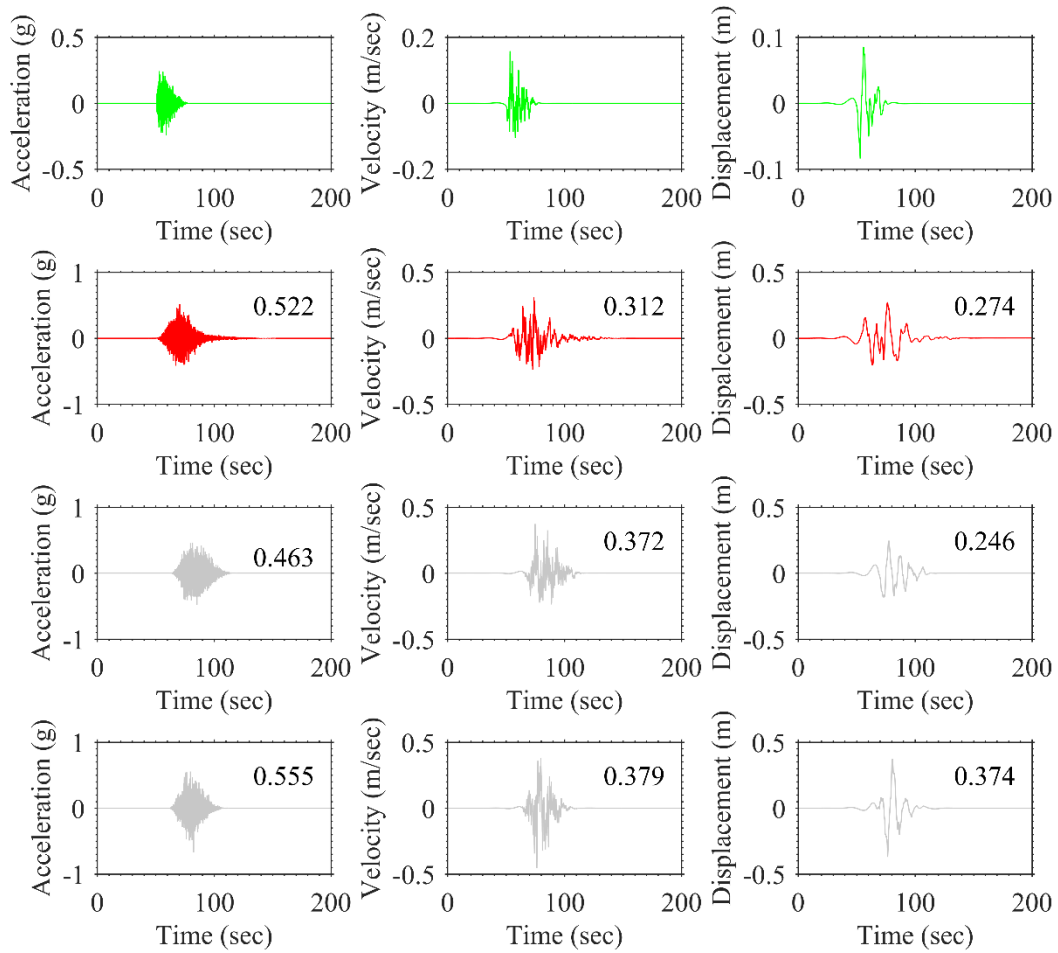 Acceleration (g)
0.5
0
-0.5
0 100 200
Time (sec)
Velocity (m/sec)
0.2
0
-0.2
0 100 200
Time (sec)
Displacement (m)
0.1
0
-0.1
0 100 200
Time (sec)
Acceleration (g)
1
0
-1
0.522
0 100 200
Time (sec)
Velocity (m/sec)
0.5
0
-0.5
0.312
0 100 200
Time (sec)
Dispalcement (m)
0.5
0
-0.5
0.274
0 100 200
Time (sec)
Acceleration (g)
1
0
-1
0.463
0 100 200
Time (sec)
Velocity (m/sec)
0.5
0
-0.5
0.372
0 100 200
Time (sec)
Displacement (m)
0.5
0
-0.5
0.246
0 100 200
Time (sec)
Acceleration (g)
1
0
-1
0.555
0 100 200
Time (sec)
Velocity (m/sec)
0.5
0
-0.5
0.379
0 100 200
Time (sec)
Displacement (m)
0.5
0
-0.5
0.374
0 100 200
Time (sec)